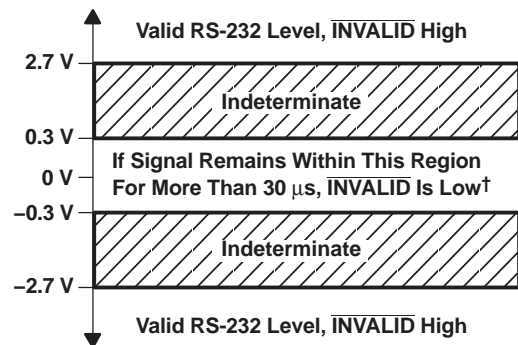 Valid RS-232 Level, INVALID High
2.7 V
Indeterminate
0.3 V
If Signal Remains Within This Region
0 V
For More Than 30 μs, INVALID Is Low†
–0.3 V
Indeterminate
–2.7 V
Valid RS-232 Level, INVALID High